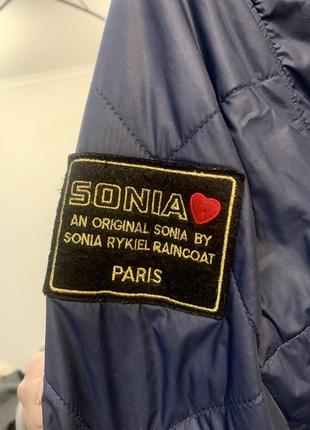 SONIA
AN ORIGINAL SONIA BY
SONIA RYKIEL RAINCOAT
PARIS